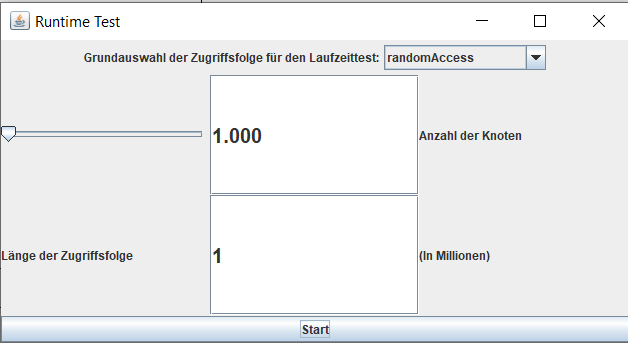 Runtime Test
Grundauswahl der Zugriffsfolge für den Laufzeittest: randomAccess
1.000 Anzahl der Knoten
Länge der Zugriffsfolge 1 (In Millionen)
Start